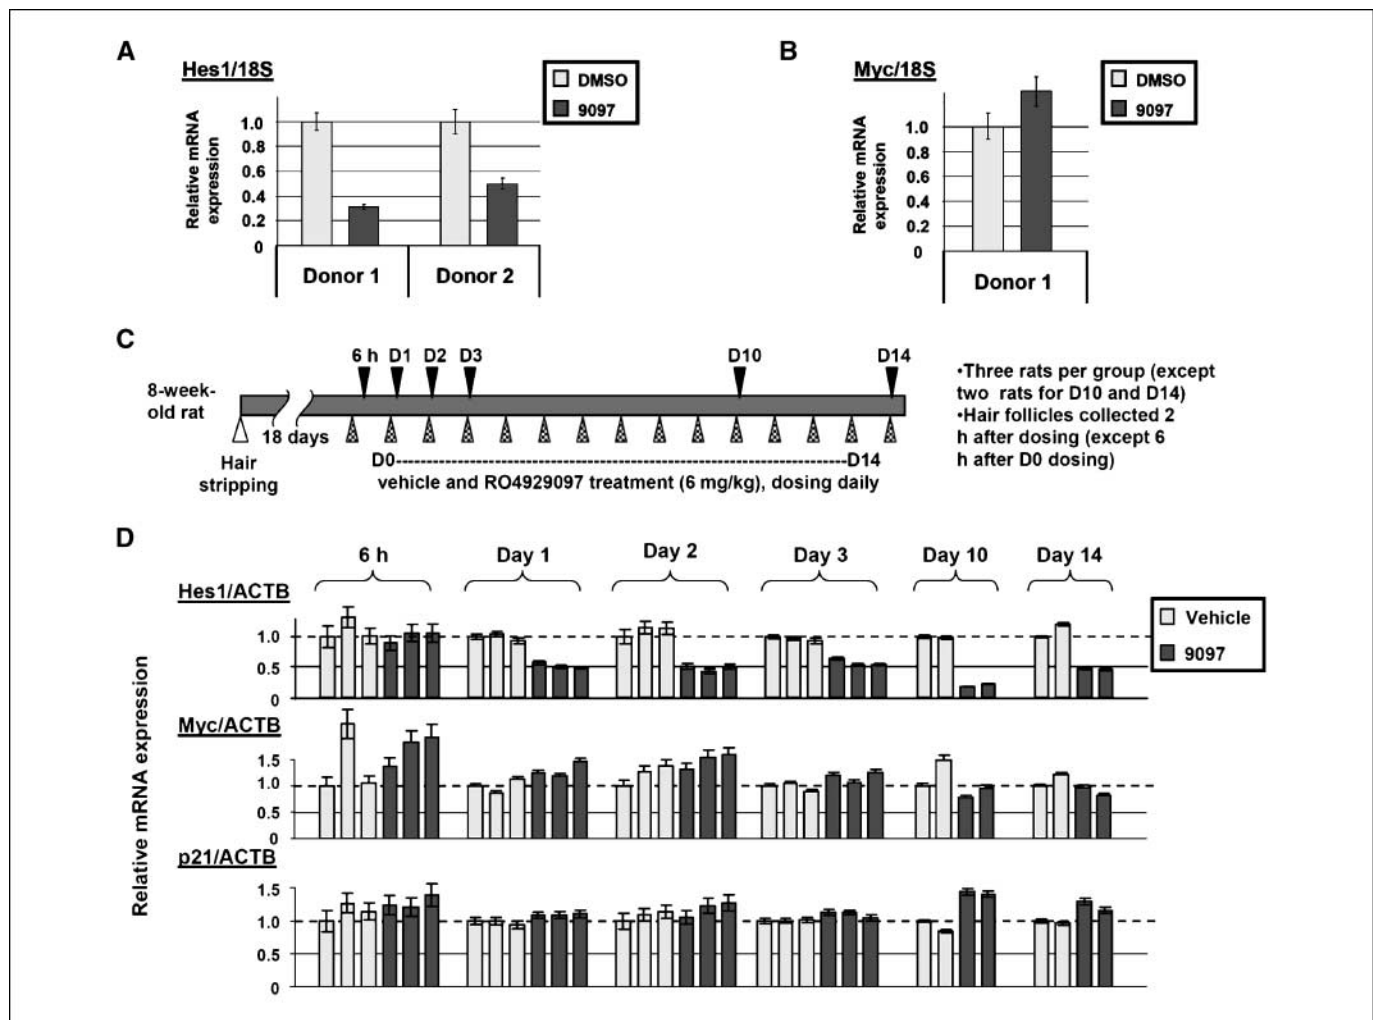 A
Hes1/18S
DMSO
9097
Relative mRNA
expression
1.0
0.8
0.6
0.4
0.2
0
Donor 1
Donor 2
B
Myc/18S
DMSO
9097
Relative mRNA
expression
1.0
0.8
0.6
0.4
0.2
0
Donor 1
C
6 h
D1
D2
D3
D10
D14
8-week-
old rat
18 days
Hair
stripping
D0
D14
vehicle and RO4929097 treatment (6 mg/kg), dosing daily
•Three rats per group (except
two rats for D10 and D14)
•Hair follicles collected 2
h after dosing (except 6
h after D0 dosing)
D
6 h
Day 1
Day 2
Day 3
Day 10
Day 14
Vehicle
9097
Relative mRNA expression
Hes1/ACTB
1.0
0.5
0
Myc/ACTB
1.5
1.0
0.5
0
p21/ACTB
1.5
1.0
0.5
0